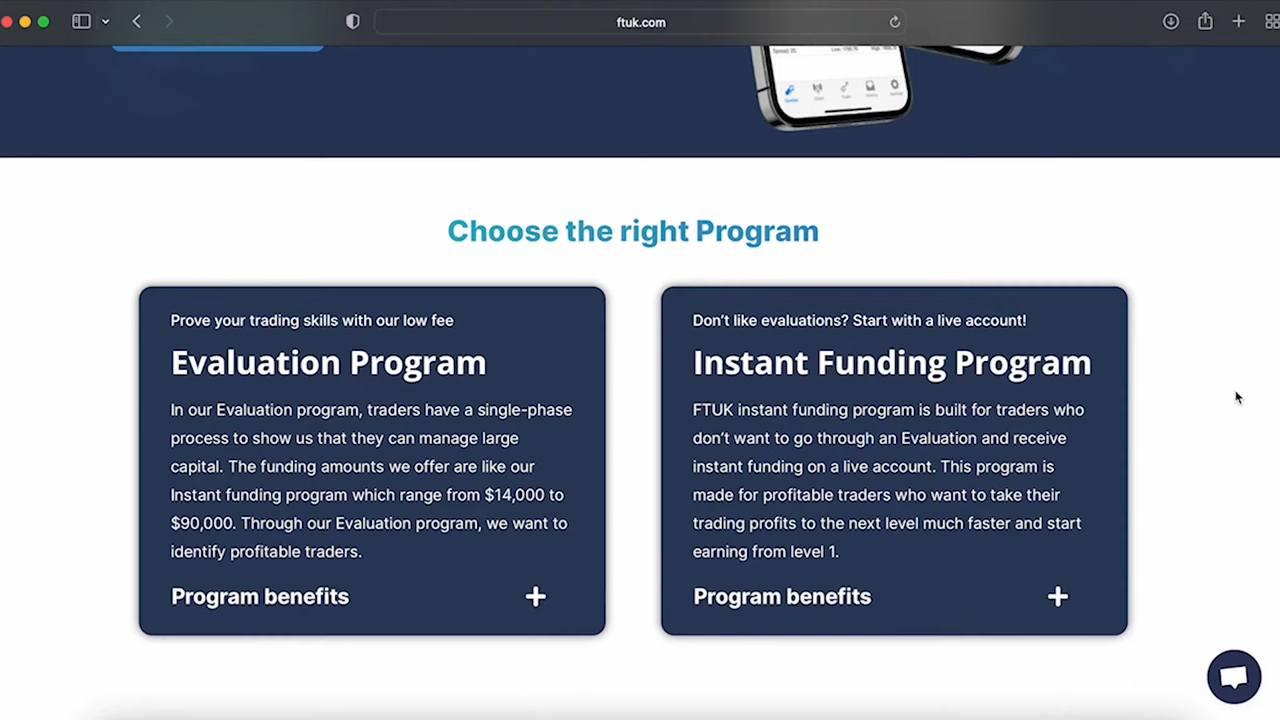 ftuk.com
Choose the right Program
Prove your trading skills with our low fee
Evaluation Program
In our Evaluation program, traders have a single-phase
process to show us that they can manage large
capital. The funding amounts we offer are like our
Instant funding program which range from $14,000 to
$90,000. Through our Evaluation program, we want to
identify profitable traders.
Program benefits
Don't like evaluations? Start with a live account!
Instant Funding Program
FTUK instant funding program is built for traders who
don't want to go through an Evaluation and receive
instant funding on a live account. This program is
made for profitable traders who want to take their
trading profits to the next level much faster and start
earning from level 1.
Program benefits